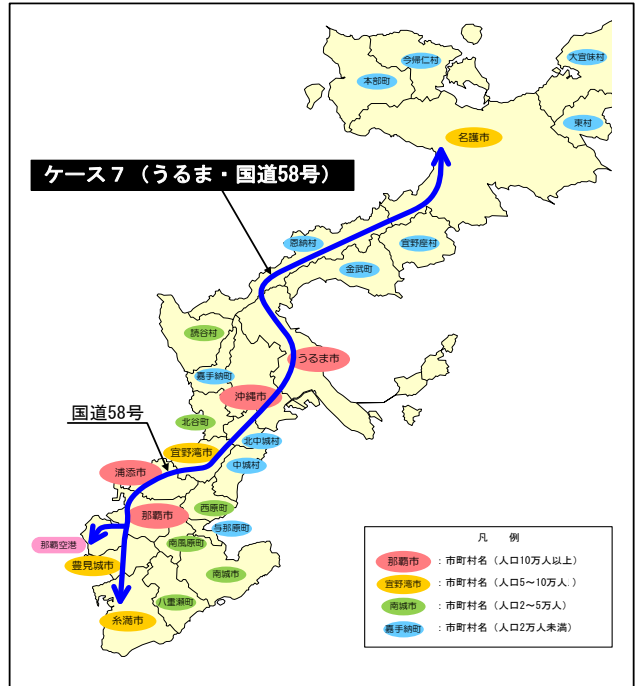 今帰仁村
大宜味村
本部町
東村
名護市
ケース７（うるま・国道58号）
恩納村
宜野座村
金武町
読谷村
うるま市
嘉手納町
沖縄市
国道58号
北谷町
北中城村
宜野湾市
中城村
浦添市
西原町
那覇市
与那原町
那覇空港
南風原町
豊見城市
南城市
八重瀬町
糸満市
凡　例
那覇市 ：市町村名（人口10万人以上）
宜野湾市 ：市町村名（人口5～10万人.）
南城市 ：市町村名（人口2～5万人）
嘉手納町 ：市町村名（人口2万人未満）